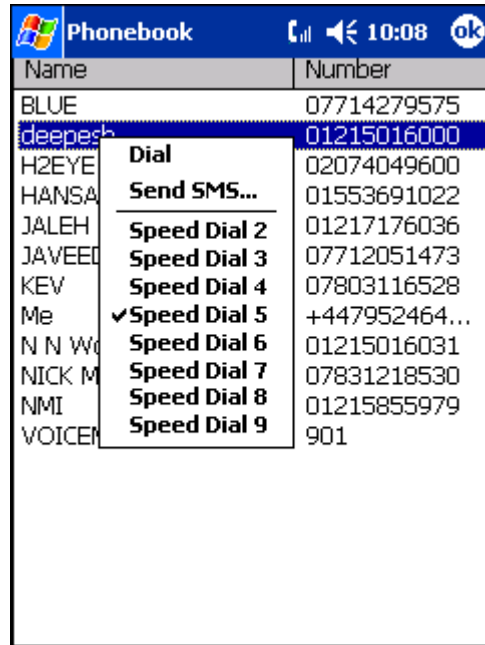 Phonebook 10:08 ok
Name Number
BLUE 07714279575
deepesh 01215016000
H2EYE 02074049600
HANSA 01553691022
JALEH 01217176036
JAVEED 07712051473
KEV 07803116528
Me +447952464...
N N Wo 01215016031
NICK M 07831218530
NMI 01215855979
VOICEM 901
Dial
Send SMS...
Speed Dial 2
Speed Dial 3
Speed Dial 4
✓Speed Dial 5
Speed Dial 6
Speed Dial 7
Speed Dial 8
Speed Dial 9